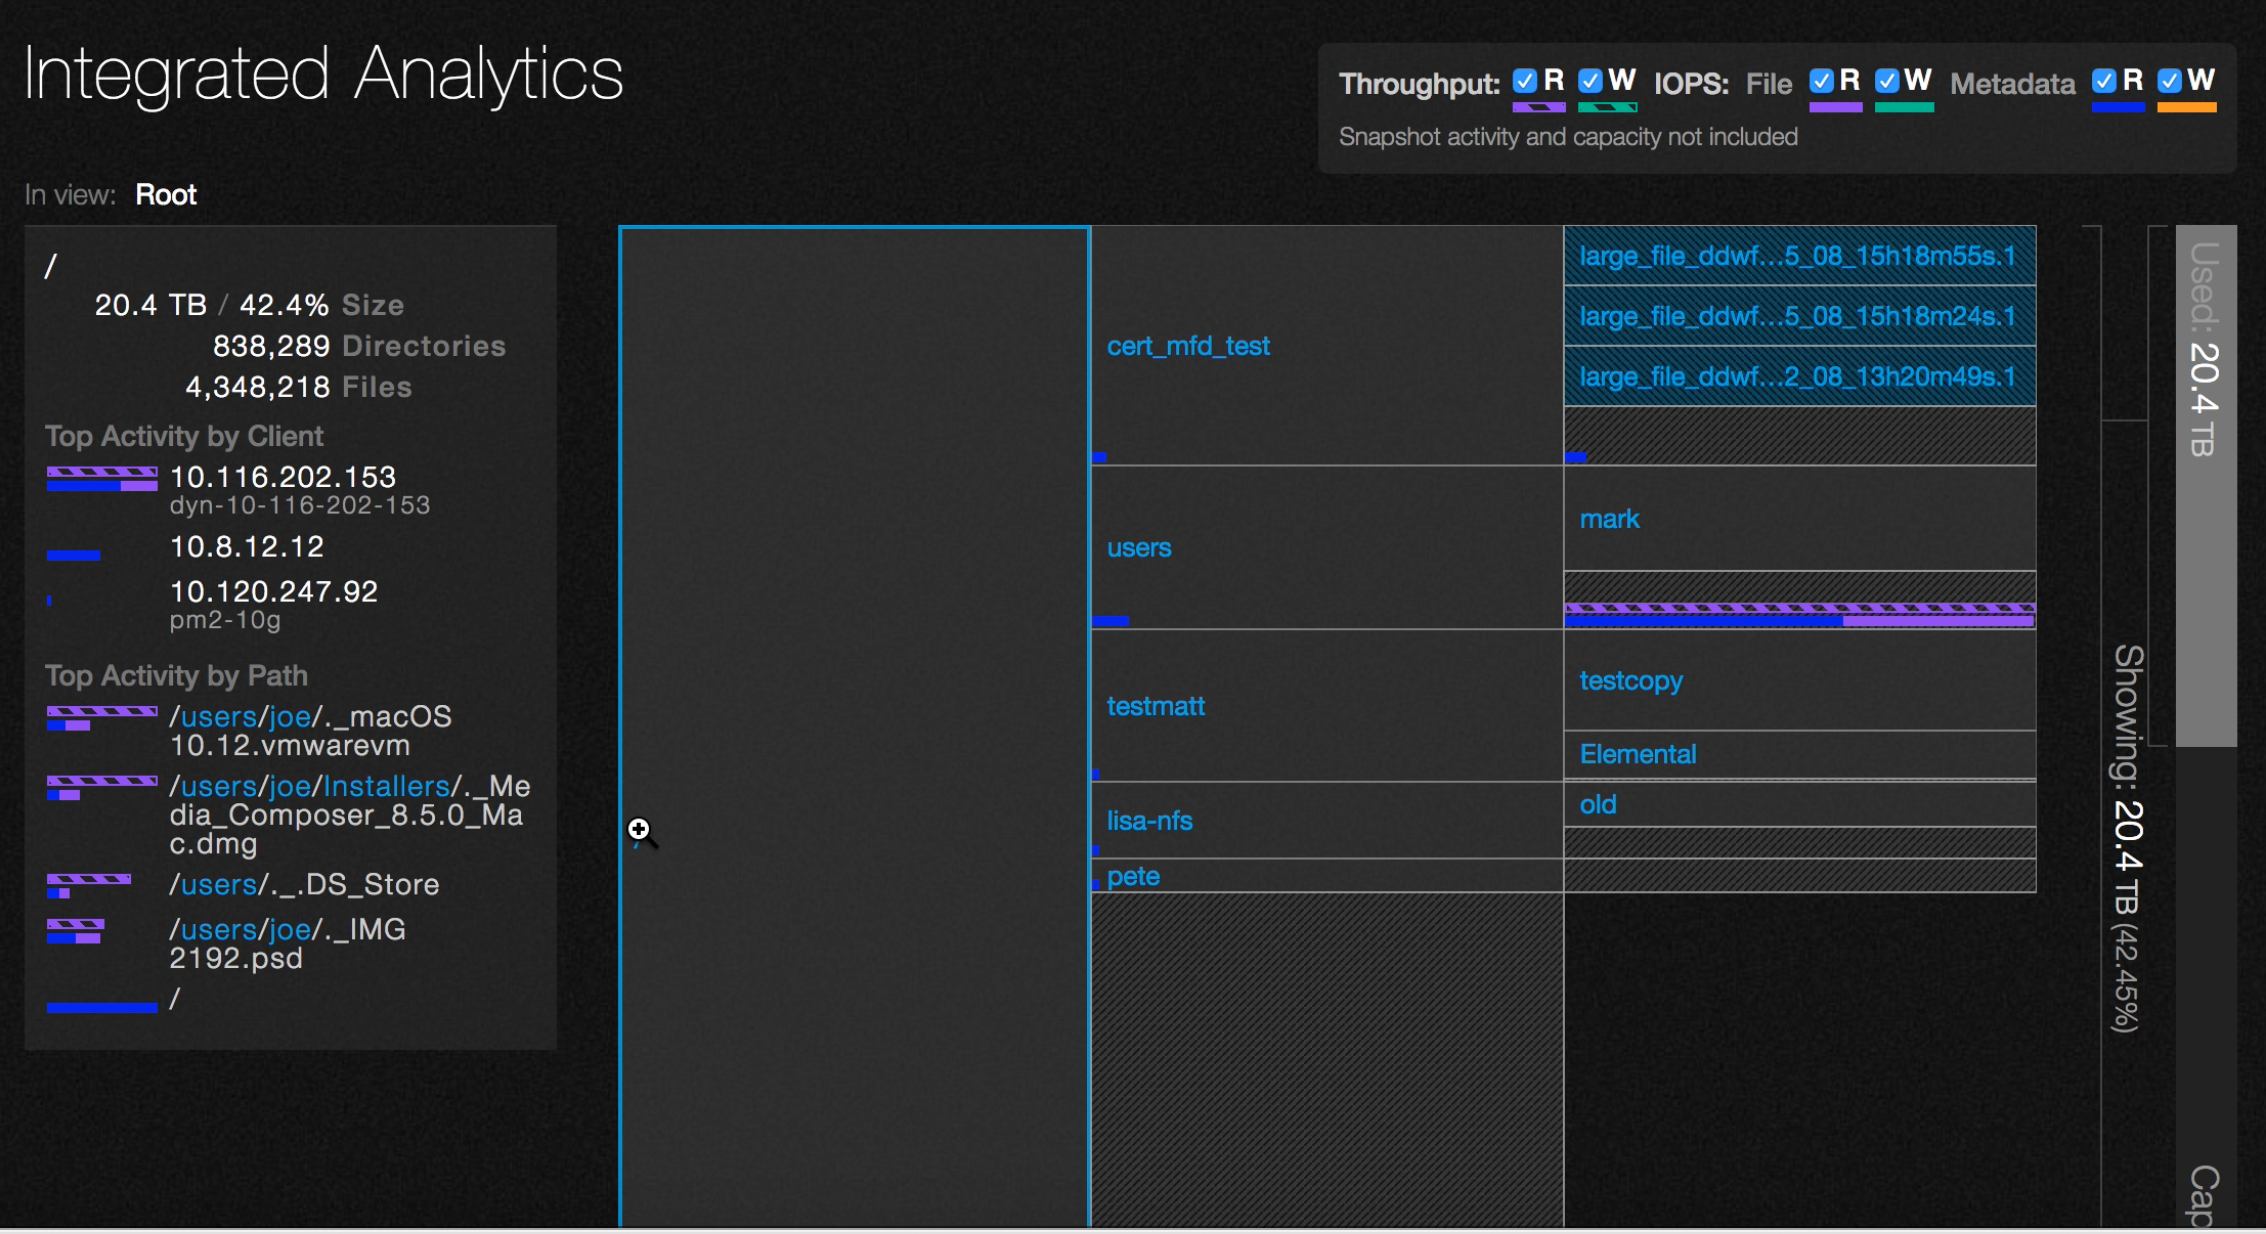 Integrated Analytics
Throughput: R W IOPS: File R W Metadata R W
Snapshot activity and capacity not included
In view: Root
/
20.4 TB / 42.4% Size
838,289 Directories
4,348,218 Files
Top Activity by Client
10.116.202.153
dyn-10-116-202-153
10.8.12.12
10.120.247.92
pm2-10g
Top Activity by Path
/users/joe/._macOS
10.12.vmwarevm
/users/joe/Installers/._Me
dia_Composer_8.5.0_Ma
c.dmg
/users/._.DS_Store
/users/joe/._IMG
2192.psd
/
/
cert_mfd_test
users
testmatt
lisa-nfs
pete
large_file_ddwf...5_08_15h18m55s.1
large_file_ddwf...5_08_15h18m24s.1
large_file_ddwf...2_08_13h20m49s.1
mark
testcopy
Elemental
old
Showing: 20.4 TB (42.45%)
Used: 20.4 TB